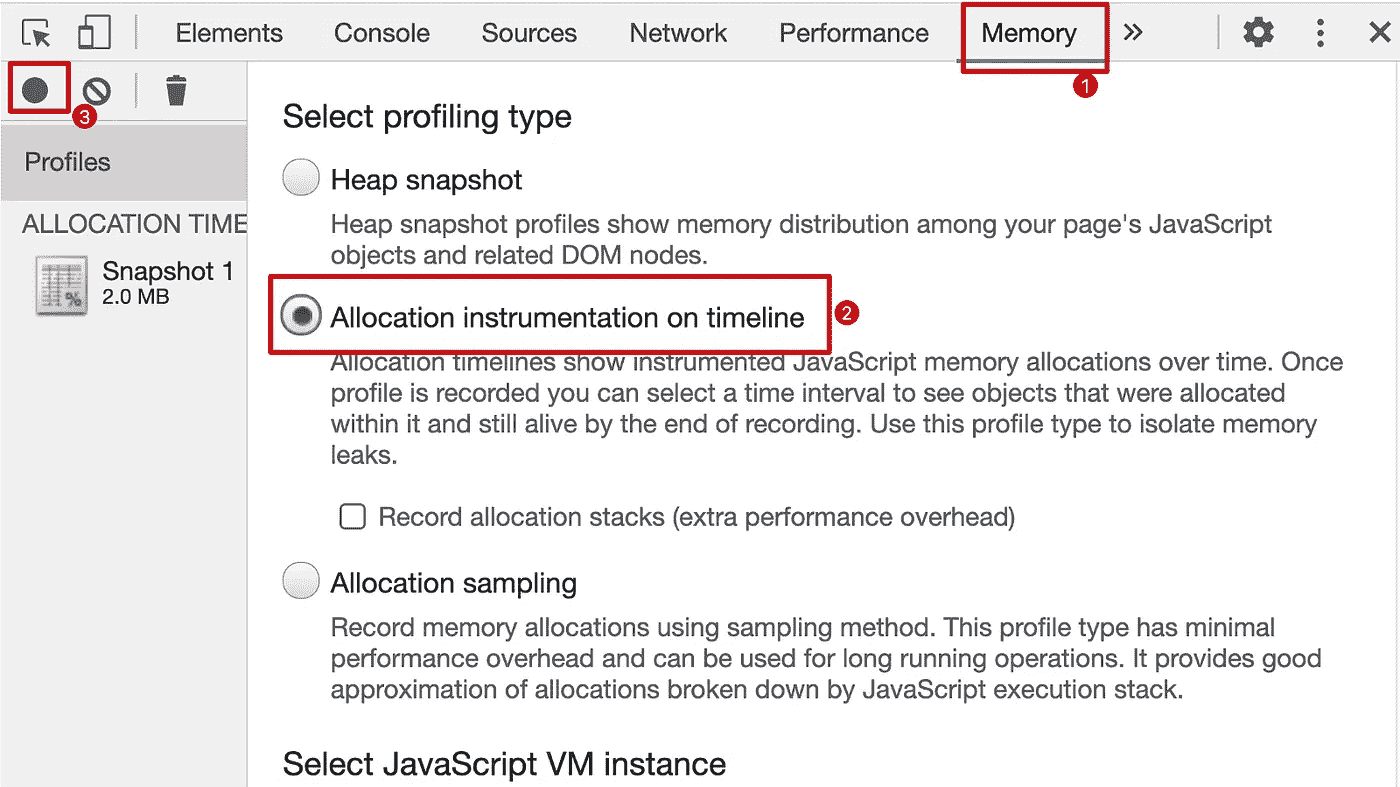 Elements Console Sources Network Performance Memory »
1
3
Profiles
ALLOCATION TIME
Snapshot 1
2.0 MB
%
Select profiling type
Heap snapshot
Heap snapshot profiles show memory distribution among your page's JavaScript
objects and related DOM nodes.
Allocation instrumentation on timeline
2
Allocation timelines show instrumented JavaScript memory allocations over time. Once
profile is recorded you can select a time interval to see objects that were allocated
within it and still alive by the end of recording. Use this profile type to isolate memory
leaks.
Record allocation stacks (extra performance overhead)
Allocation sampling
Record memory allocations using sampling method. This profile type has minimal
performance overhead and can be used for long running operations. It provides good
approximation of allocations broken down by JavaScript execution stack.
Select JavaScript VM instance